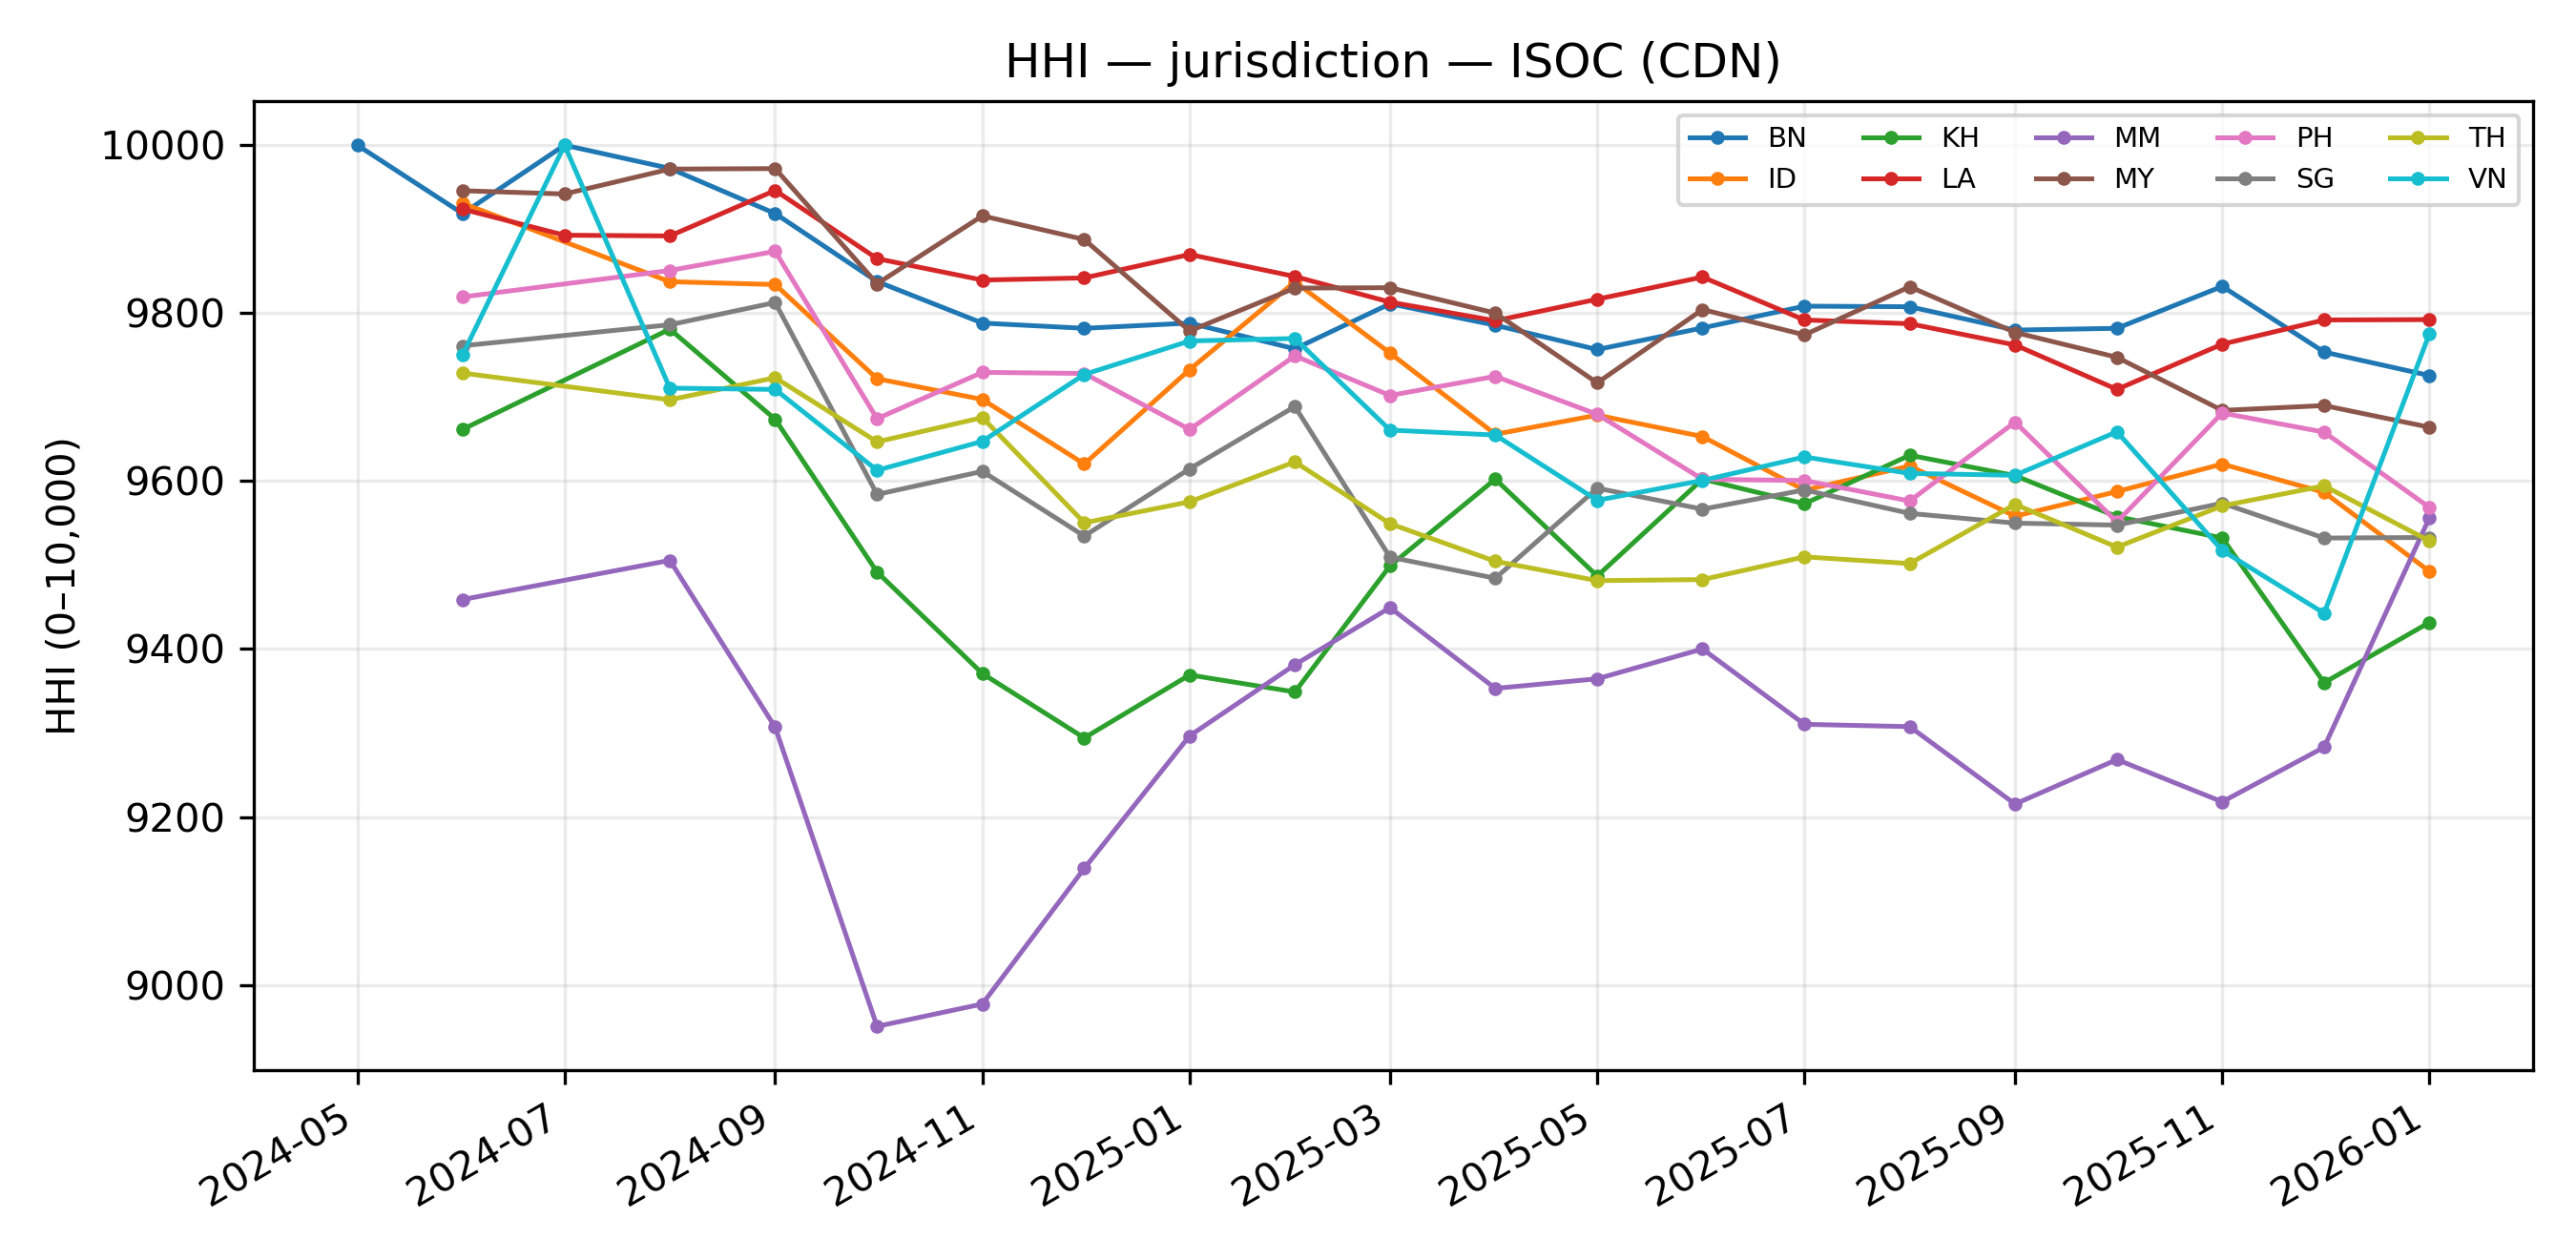 HHI — jurisdiction — ISOC (CDN)
HHI (0–10,000)
10000
9800
9600
9400
9200
9000
BN KH MM PH TH
ID LA MY SG VN
2024-05 2024-07 2024-09 2024-11 2025-01 2025-03 2025-05 2025-07 2025-09 2025-11 2026-01